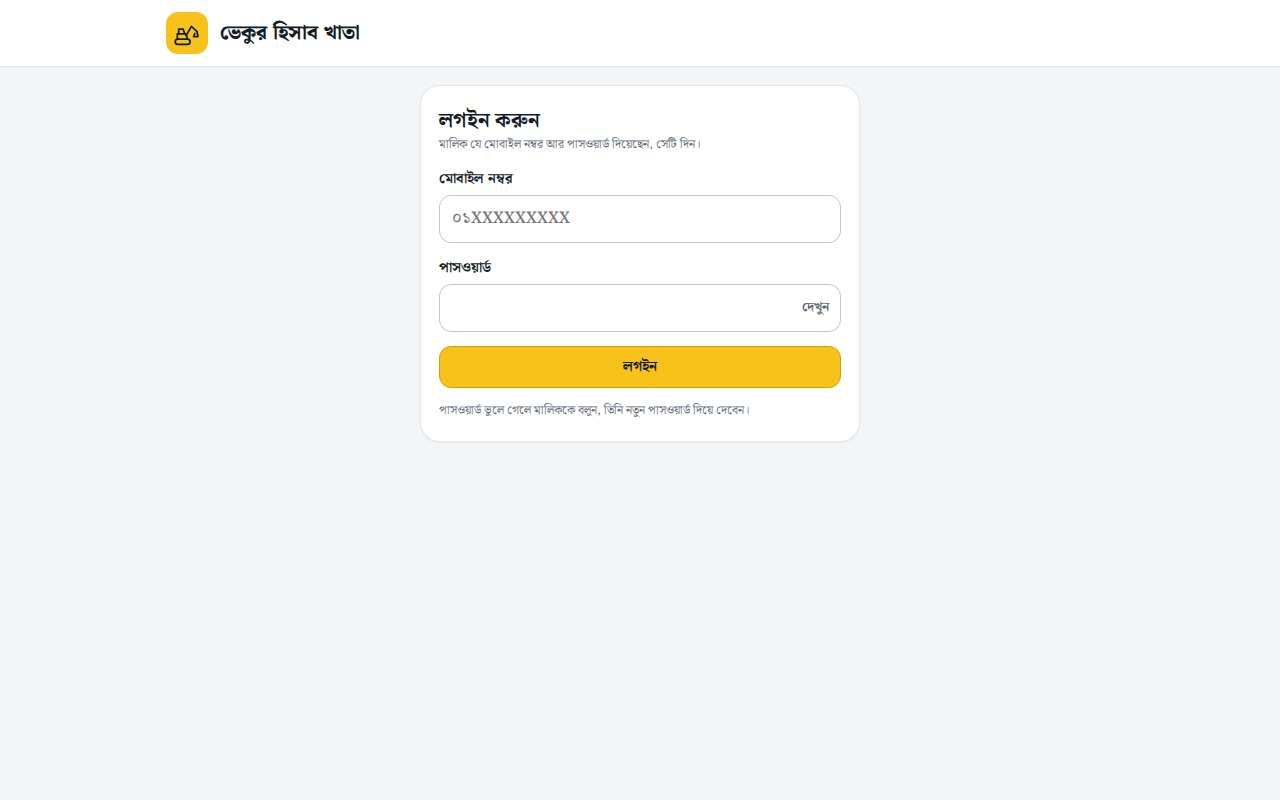 ভেকুর হিসাব খাতা
লগইন করুন
মালিক যে মোবাইল নম্বর আর পাসওয়ার্ড দিয়েছেন, সেটি দিন।
মোবাইল নম্বর
০১XXXXXXXXX
পাসওয়ার্ড
দেখুন
লগইন
পাসওয়ার্ড ভুলে গেলে মালিককে বলুন, তিনি নতুন পাসওয়ার্ড দিয়ে দেবেন।